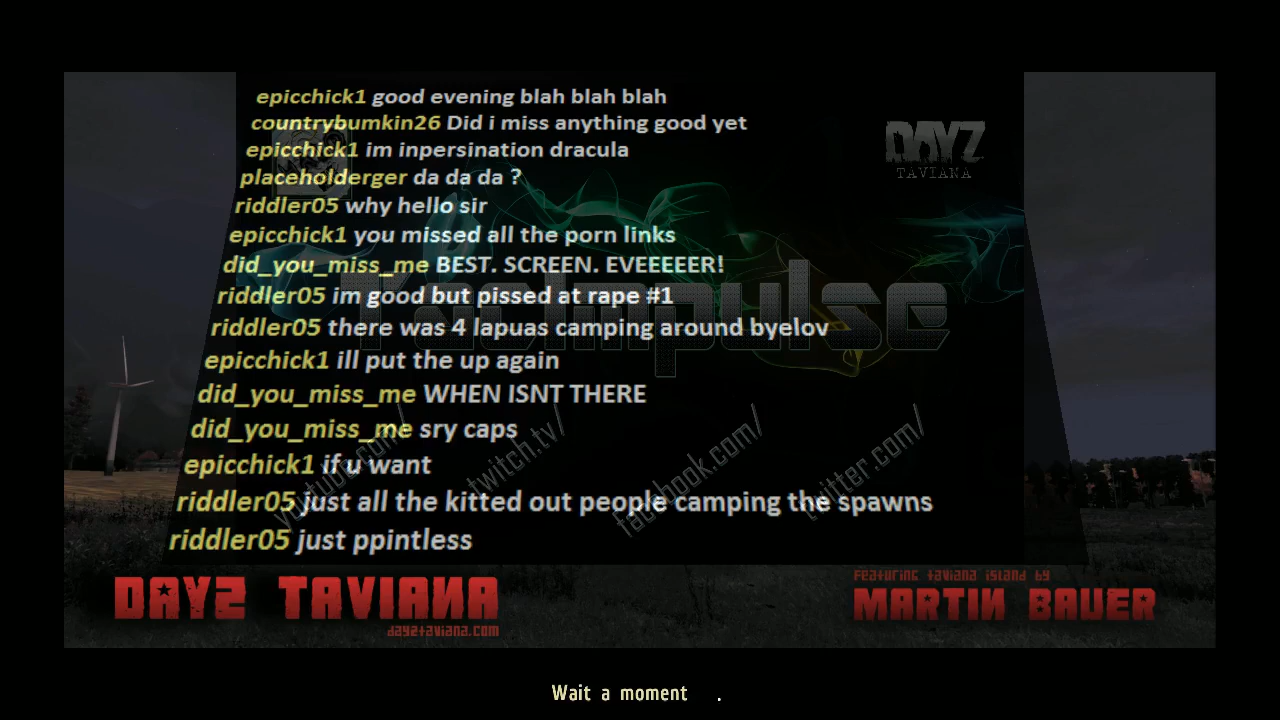 epicchick1 good evening blah blah blah
countrybumkin26 Did i miss anything good yet
epicchick1 im inpersination dracula
DAYZ
TAVIANA
placeholderger da da da ?
riddler05 why hello sir
epicchick1 you missed all the porn links
did_you_miss_me BEST. SCREEN. EVEEEEER!
riddler05 im good but pissed at rape #1
TacImpulse
riddler05 there was 4 lapuas camping around byelov
epicchick1 ill put the up again
did_you_miss_me WHEN ISNT THERE
did_you_miss_me sry caps
epicchick1 if u want
youtube.com/
twitch.tv/
facebook.com/
twitter.com/
riddler05 just all the kitted out people camping the spawns
riddler05 just ppintless
DAYZ TAVIANA
dayztaviana.com
Featuring taviana island by
MARTIN BAUER
Wait a moment .